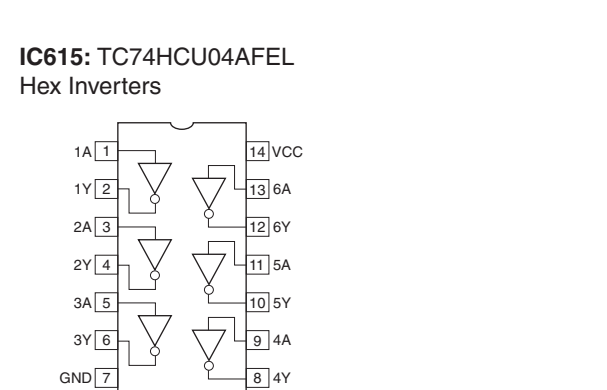 IC615: TC74HCU04AFEL
Hex Inverters
1A 1 14 VCC
1Y 2 13 6A
2A 3 12 6Y
2Y 4 11 5A
3A 5 10 5Y
3Y 6 9 4A
GND 7 8 4Y